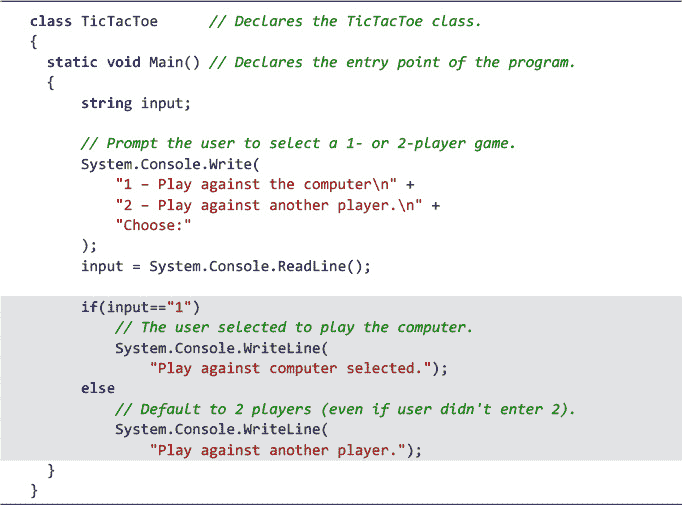 class TicTacToe      // Declares the TicTacToe class.
{
  static void Main() // Declares the entry point of the program.
  {
      string input;

      // Prompt the user to select a 1- or 2-player game.
      System.Console.Write(
          "1 – Play against the computer\n" +
          "2 – Play against another player.\n" +
          "Choose:"
      );
      input = System.Console.ReadLine();

      if(input=="1")
          // The user selected to play the computer.
          System.Console.WriteLine(
              "Play against computer selected.");
      else
          // Default to 2 players (even if user didn't enter 2).
          System.Console.WriteLine(
              "Play against another player.");
  }
}